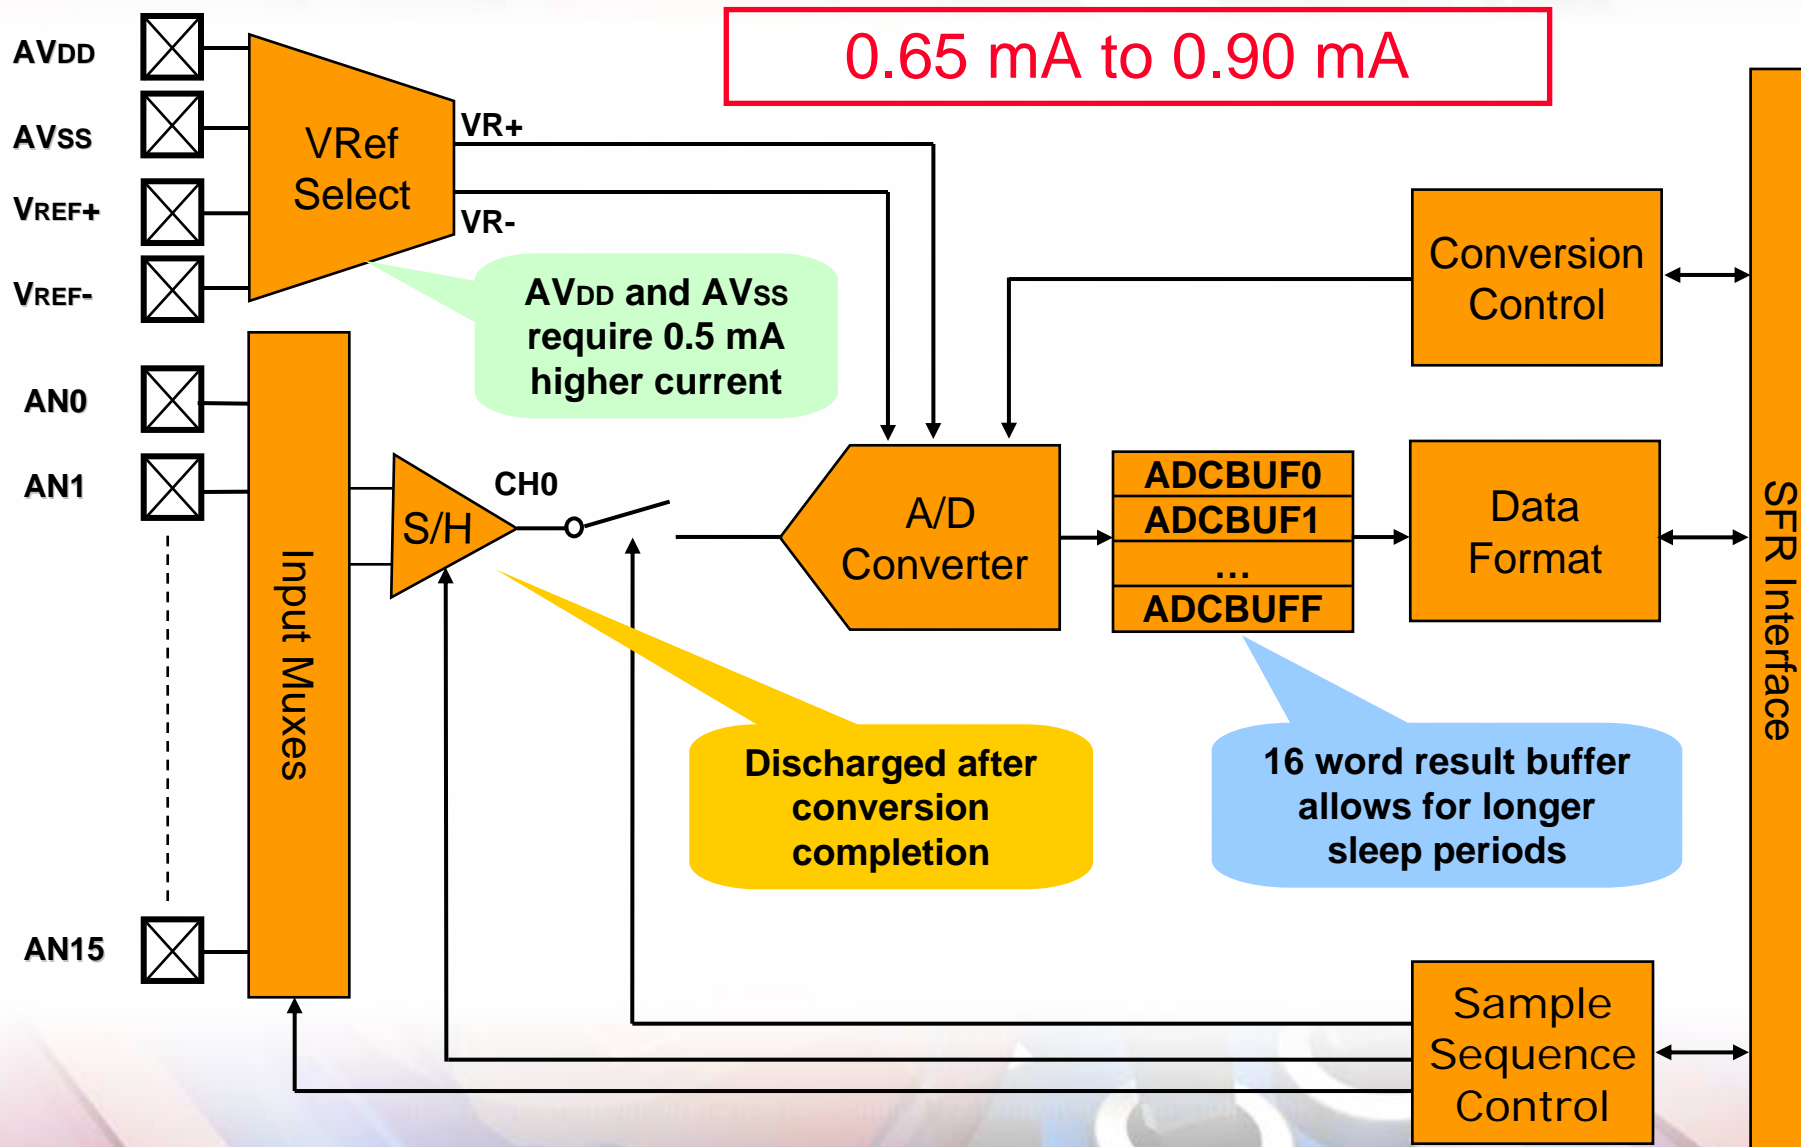 0.65 mA to 0.90 mA
AVDD
AVSS
VREF+
VREF-
VRef
Select
VR+
VR-
AVDD and AVSS
require 0.5 mA
higher current
Conversion
Control
AN0
AN1
AN15
Input Muxes
S/H
CH0
A/D
Converter
ADCBUF0
ADCBUF1
...
ADCBUFF
Data
Format
SFR Interface
Discharged after
conversion
completion
16 word result buffer
allows for longer
sleep periods
Sample
Sequence
Control